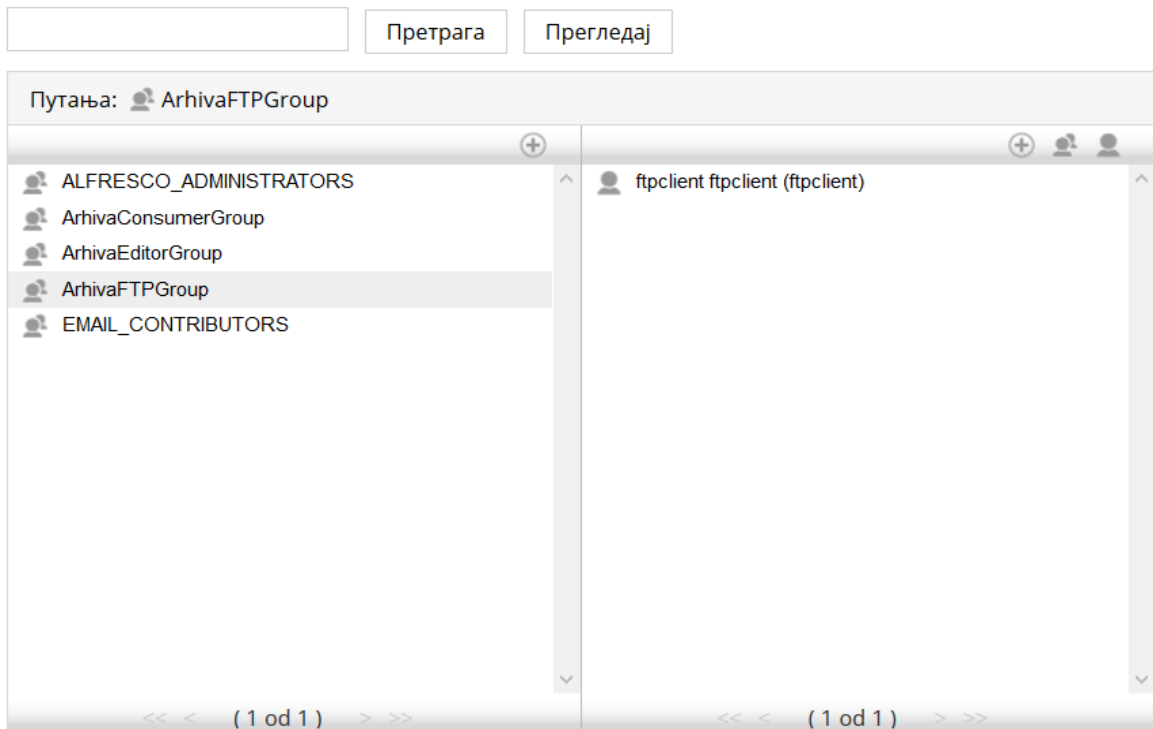 Претрага Прегледај
Путања: ArhivaFTPGroup
ALFRESCO_ADMINISTRATORS
ArhivaConsumerGroup
ArhivaEditorGroup
ArhivaFTPGroup
EMAIL_CONTRIBUTORS
<< < ( 1 od 1 ) > >>
ftpclient ftpclient (ftpclient)
<< < ( 1 od 1 ) > >>